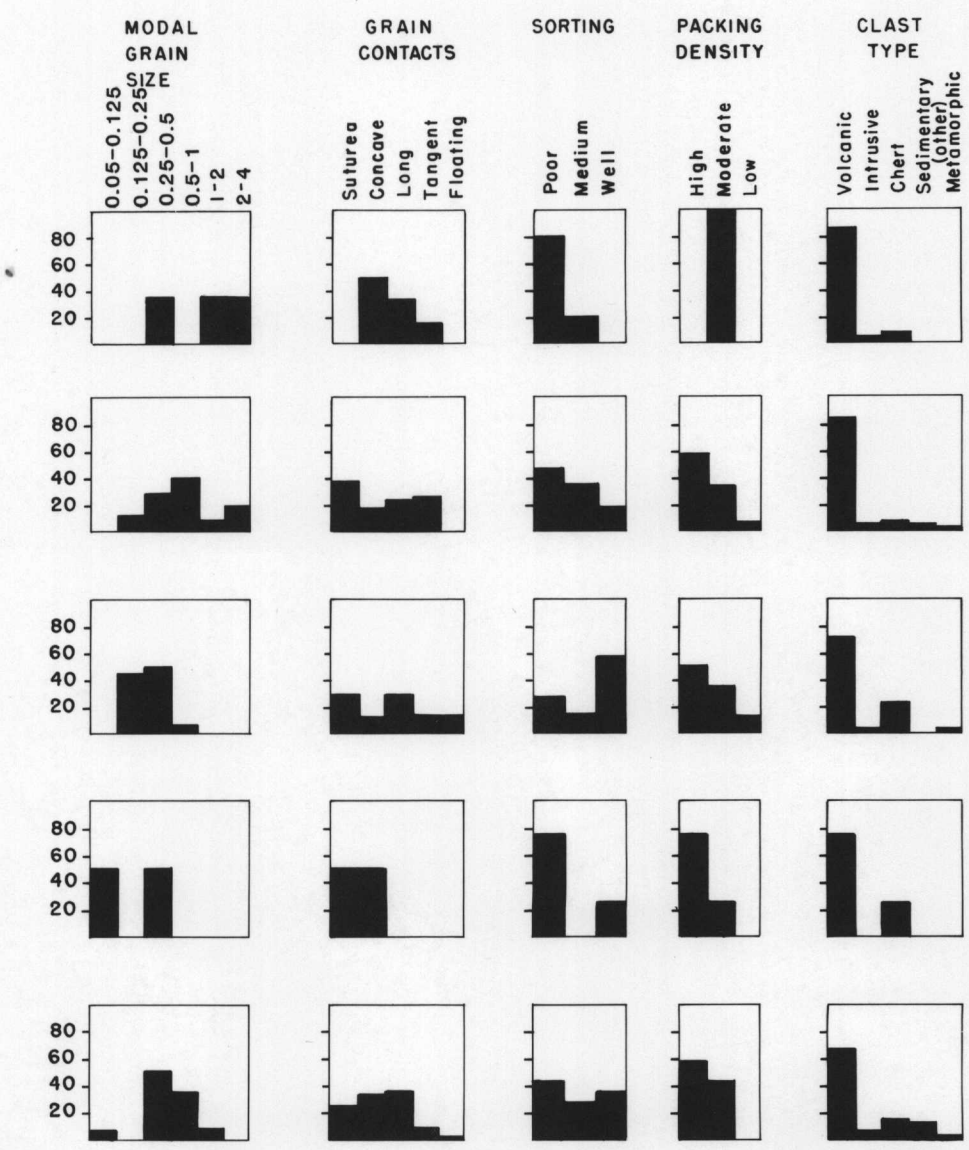 MODAL
GRAIN
SIZE
GRAIN
CONTACTS
SORTING
PACKING
DENSITY
CLAST
TYPE
0.05-0.125
0.125-0.25
0.25-0.5
0.5-1
1-2
2-4
Suturea
Concave
Long
Tangent
Floating
Poor
Medium
Well
High
Moderate
Low
Volcanic
Intrusive
Chert
Sedimentary
(other)
Metamorphic
80
60
40
20
80
60
40
20
80
60
40
20
80
60
40
20
80
60
40
20